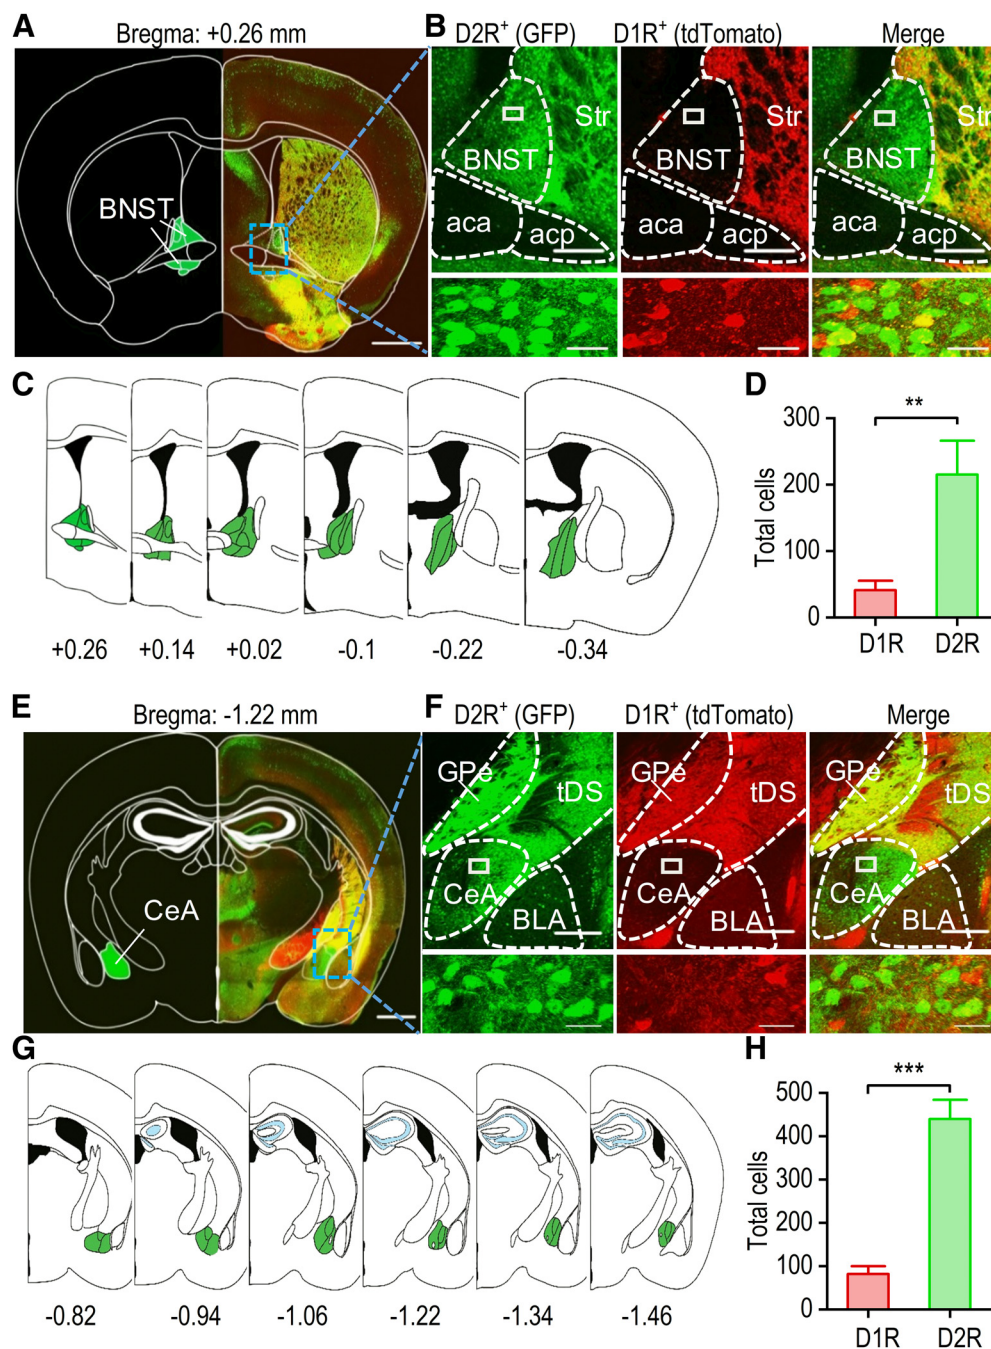 A
Bregma: +0.26 mm
BNST
B
D2R+ (GFP)
D1R+ (tdTomato)
Merge
Str
BNST
aca
acp
Str
BNST
aca
acp
Str
BNST
aca
acp
C
+0.26
+0.14
+0.02
-0.1
-0.22
-0.34
D
**
Total cells
300
200
100
0
D1R
D2R
E
Bregma: -1.22 mm
CeA
F
D2R+ (GFP)
D1R+ (tdTomato)
Merge
GPe
tDS
CeA
BLA
GPe
tDS
CeA
BLA
GPe
tDS
CeA
BLA
G
-0.82
-0.94
-1.06
-1.22
-1.34
-1.46
H
***
Total cells
500
400
300
200
100
0
D1R
D2R